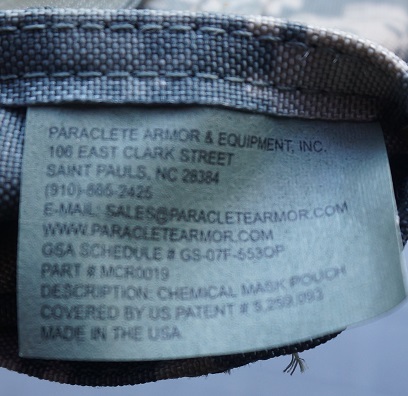 PARACLETE ARMOR & EQUIPMENT, INC.
106 EAST CLARK STREET
SAINT PAULS, NC 28384
(910)-865-2425
E-MAIL: SALES@PARACLETEARMOR.COM
WWW.PARACLETEARMOR.COM
GSA SCHEDULE # GS-07F-5530P
PART # MCR0019
DESCRIPTION: CHEMICAL MASK POUCH
COVERED BY US PATENT # 5,259,093
MADE IN THE USA